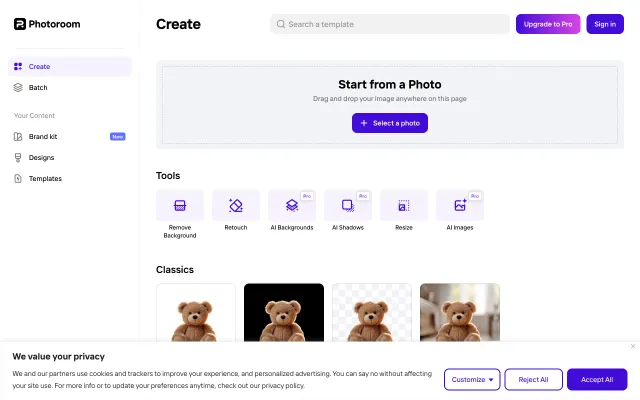 Photoroom
Create
Search a template
Upgrade to Pro
Sign in
Create
Batch
Your Content
Brand kit
New
Designs
Templates
Start from a Photo
Drag and drop your image anywhere on this page
Select a photo
Tools
Pro
Pro
Pro
Remove Background
Retouch
AI Backgrounds
AI Shadows
Resize
AI Images
Classics
We value your privacy
We and our partners use cookies and trackers to improve your experience, and personalized advertising. You can say no without affecting
your site use. For more info or to update your preferences anytime, check out our privacy policy.
Customize
Reject All
Accept All